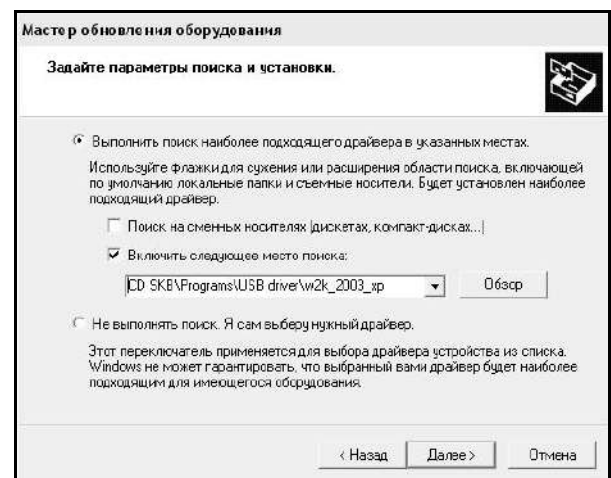 Мастер обновления оборудования
Задайте параметры поиска и установки.
Выполнить поиск наиболее подходящего драйвера в указанных местах.
Используйте флажки для сужения или расширения области поиска, включающей
по умолчанию локальные папки и съемные носители. Будет установлен наиболее
подходящий драйвер.
Поиск на сменных носителях (дискетах, компакт-дисках...)
Включить следующее место поиска:
CD SKB\Programs\USB driver\w2k_2003_xp
Обзор
Не выполнять поиск. Я сам выберу нужный драйвер.
Этот переключатель применяется для выбора драйвера устройства из списка.
Windows не может гарантировать, что выбранный вами драйвер будет наиболее
подходящим для имеющегося оборудования.
< Назад Далее > Отмена